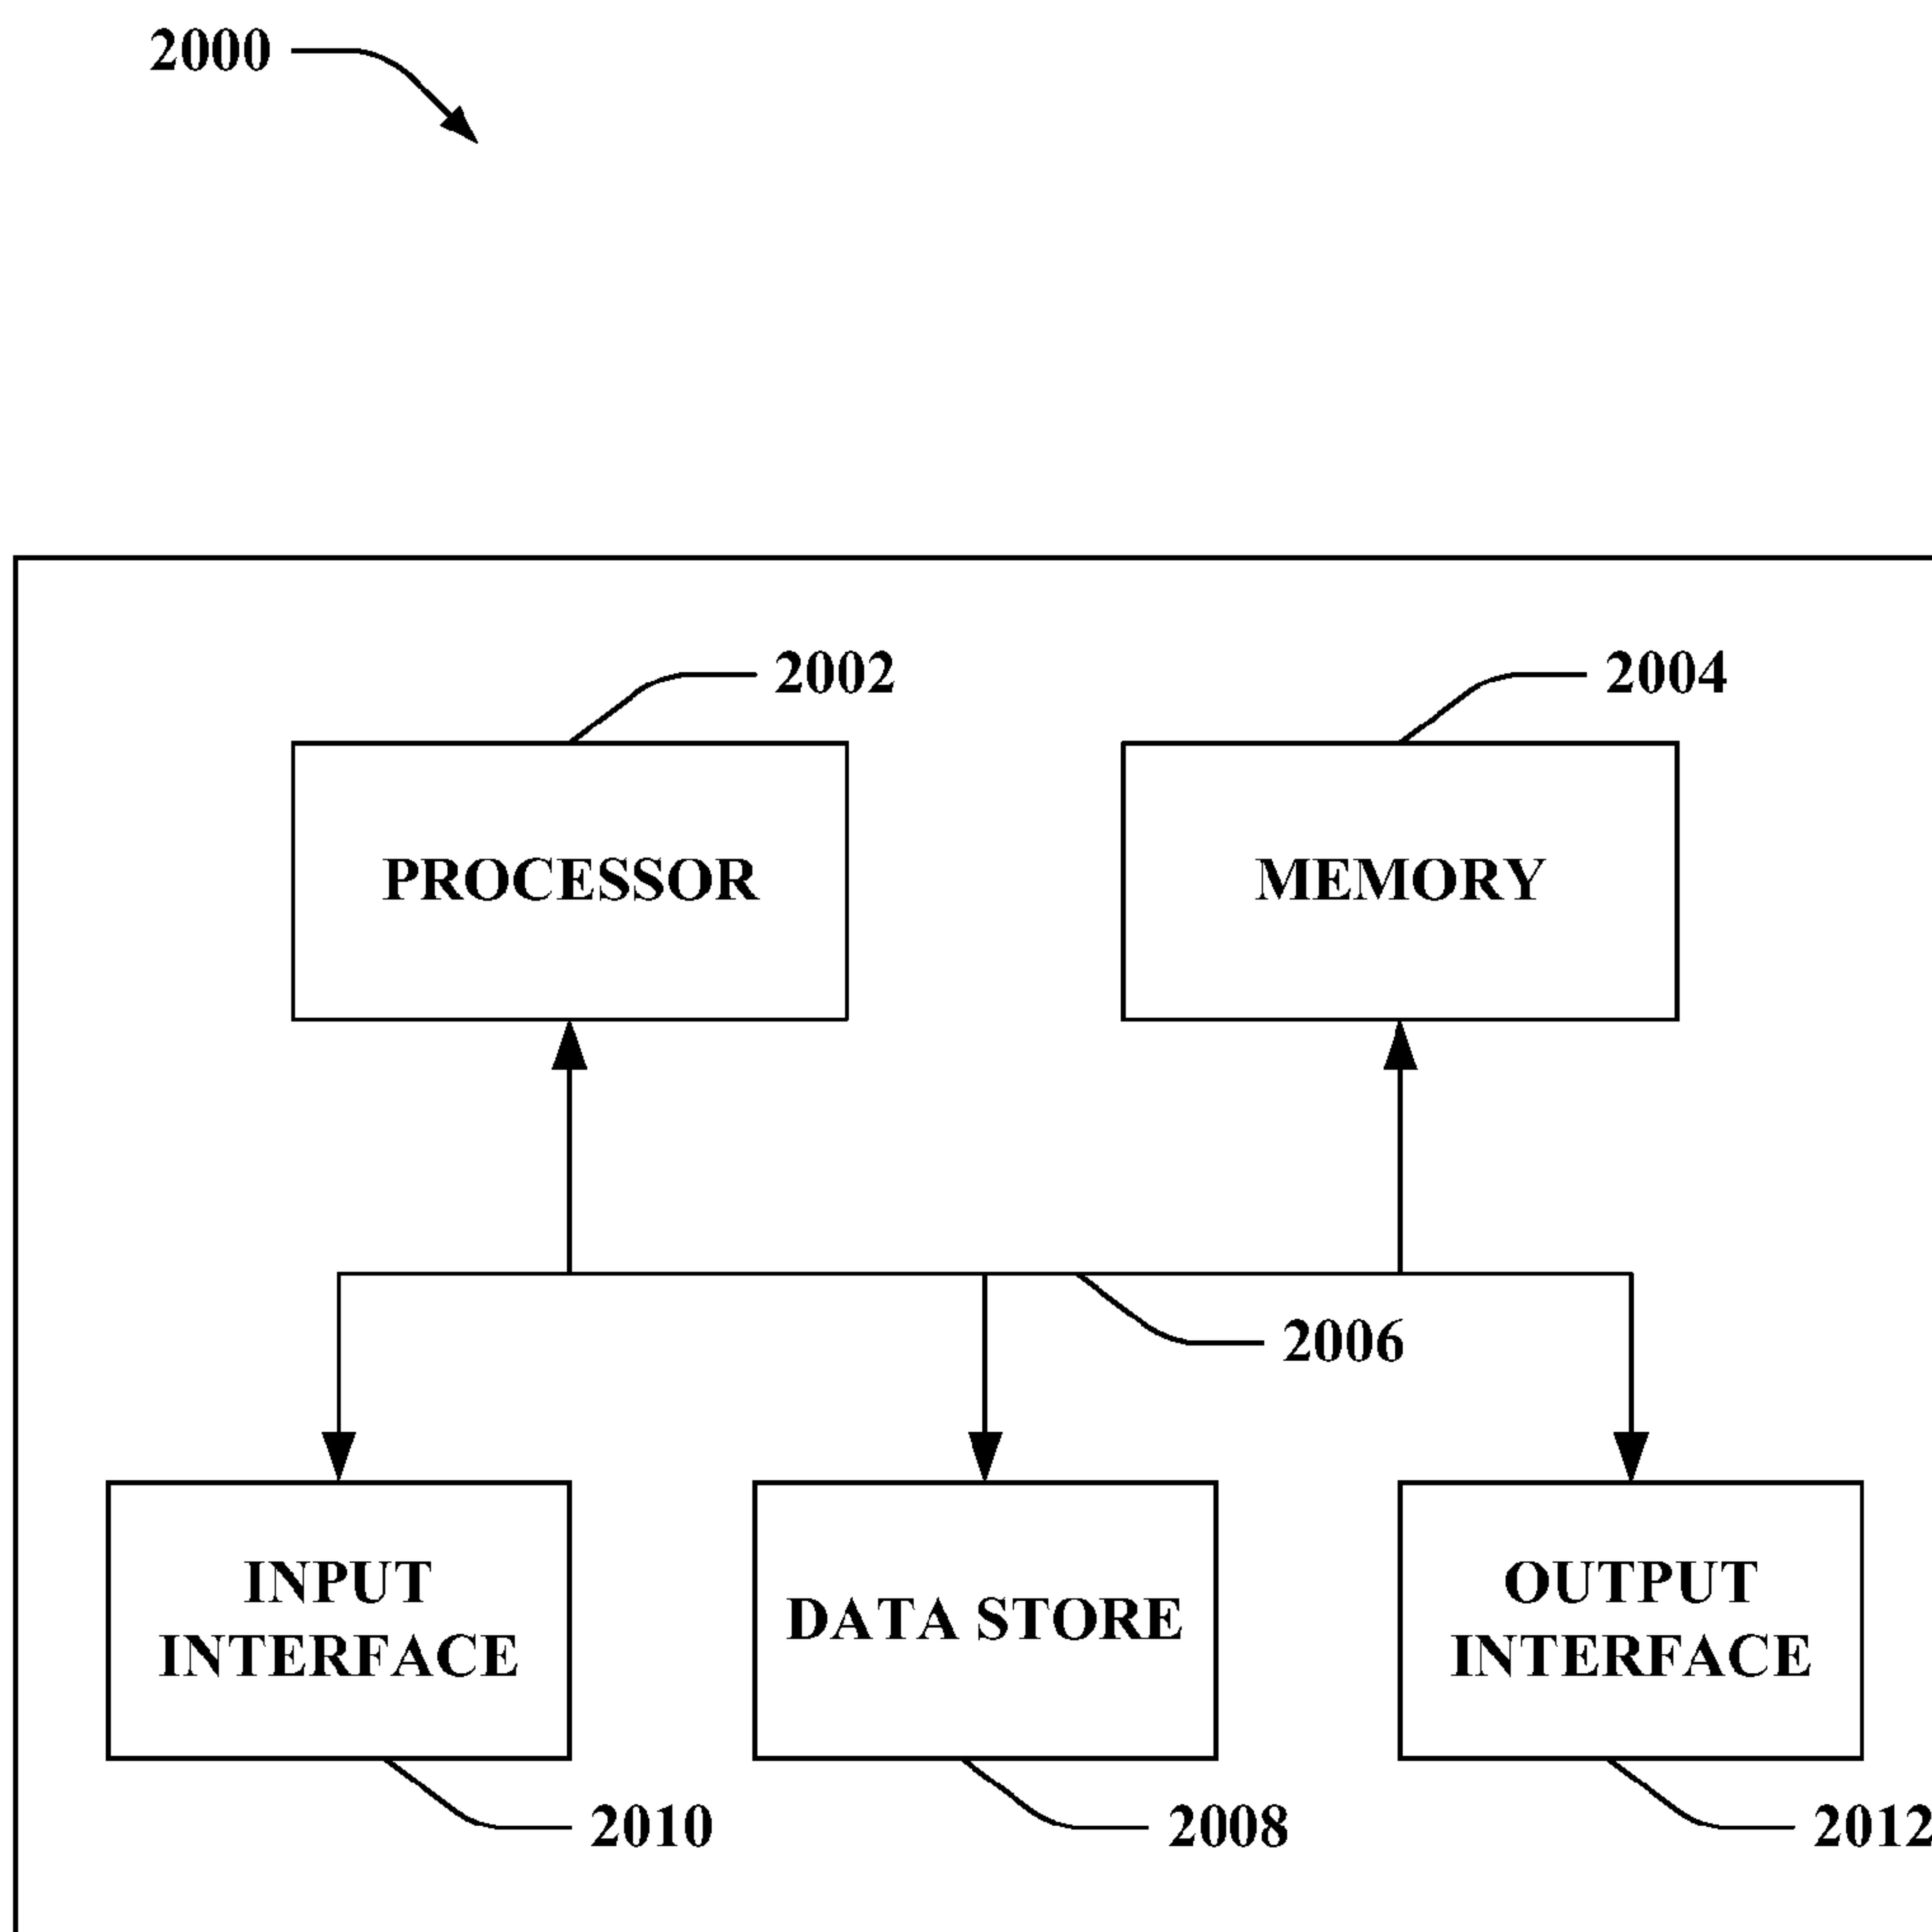 2000
2002
2004
PROCESSOR
MEMORY
2006
INPUT
INTERFACE
DATA STORE
OUTPUT
INTERFACE
2010
2008
2012